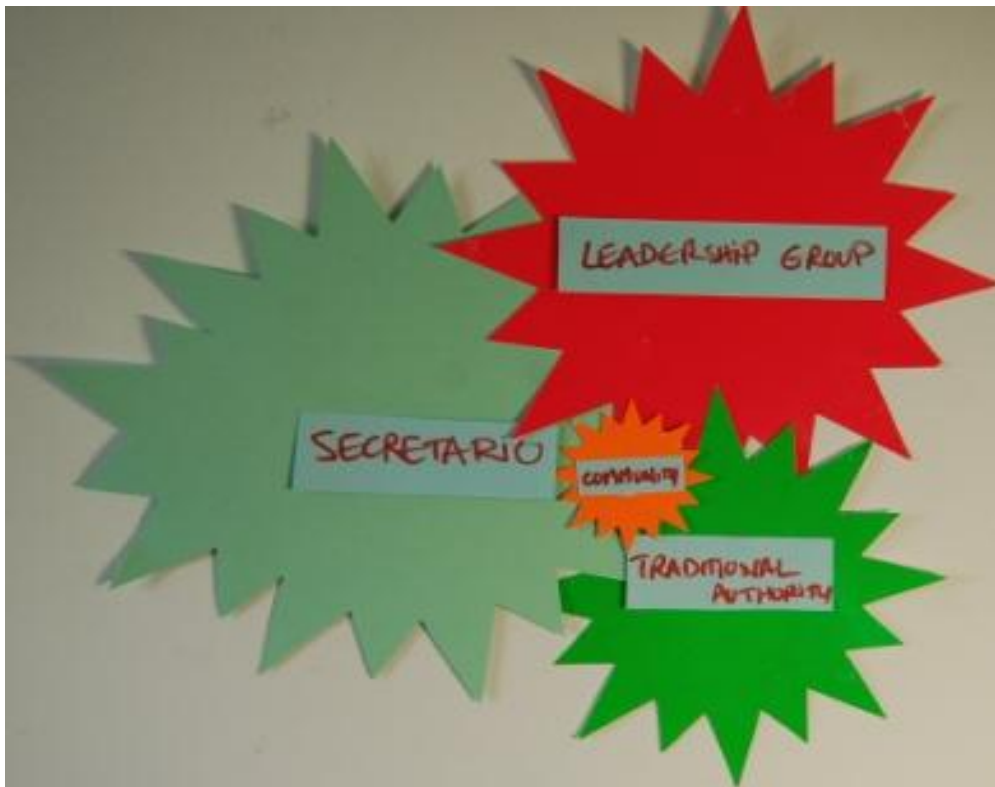 LEADERSHIP GROUP
SECRETARIO
COMMUNITY
TRADITIONAL
AUTHORITY